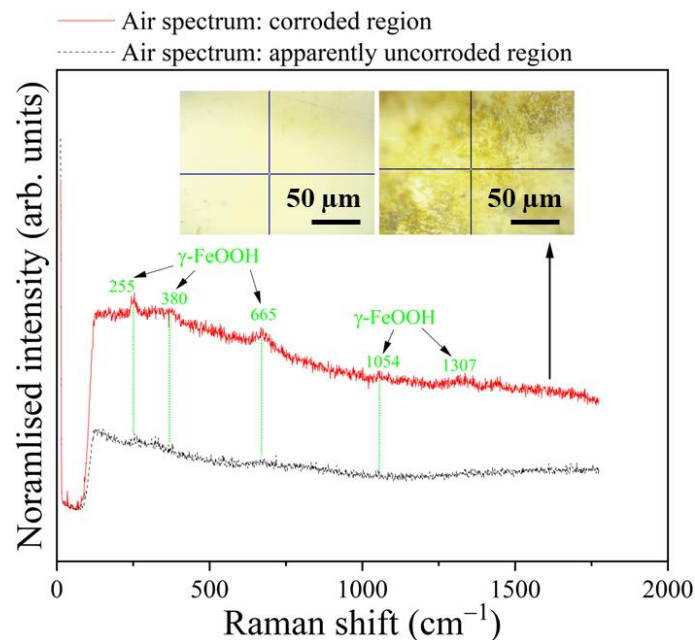 Air spectrum: corroded region
Air spectrum: apparently uncorroded region
Noramlised intensity (arb. units)
50 µm
50 µm
γ-FeOOH
255
380
665
γ-FeOOH
1054
1307
0
500
1000
1500
2000
Raman shift (cm⁻¹)